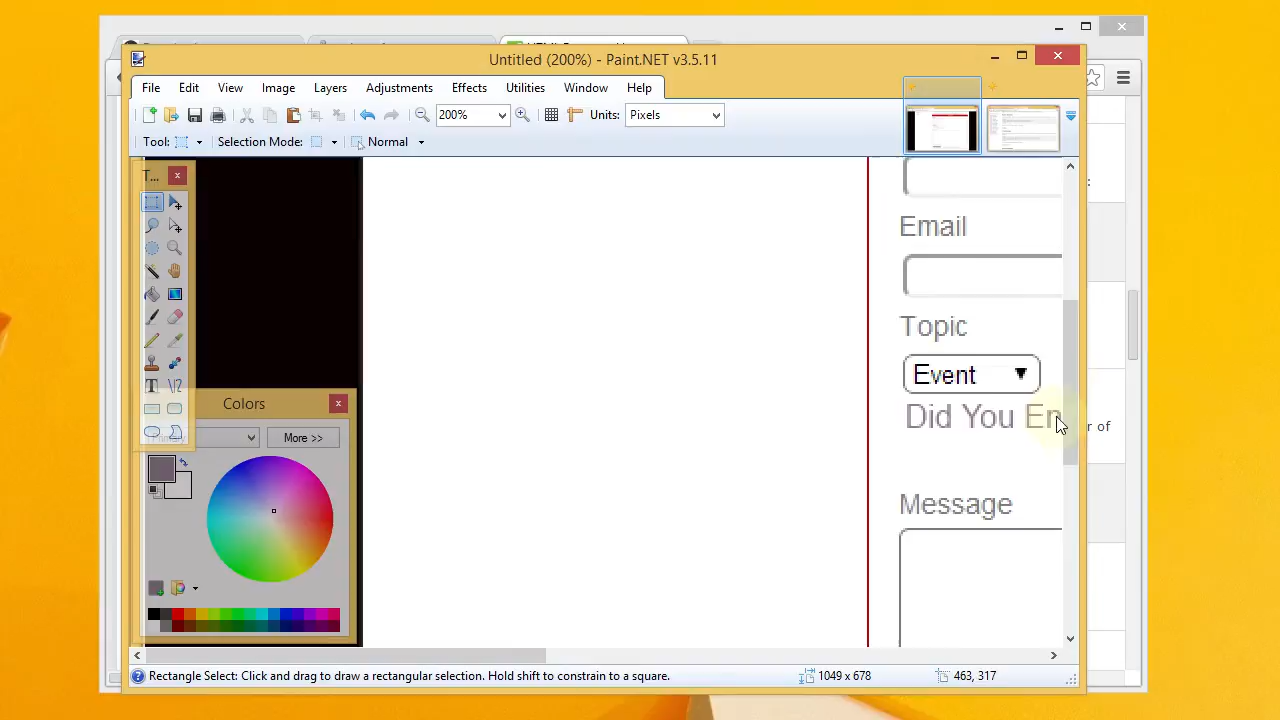 Untitled (200%) - Paint.NET v3.5.11
File Edit View Image Layers Adjustments Effects Utilities Window Help
200% Units: Pixels
Tool: Selection Mode: Normal
T...
Email
Topic
Event
Did You En
r of
Colors
More >>
Message
Rectangle Select: Click and drag to draw a rectangular selection. Hold shift to constrain to a square.
1049 x 678
463, 317